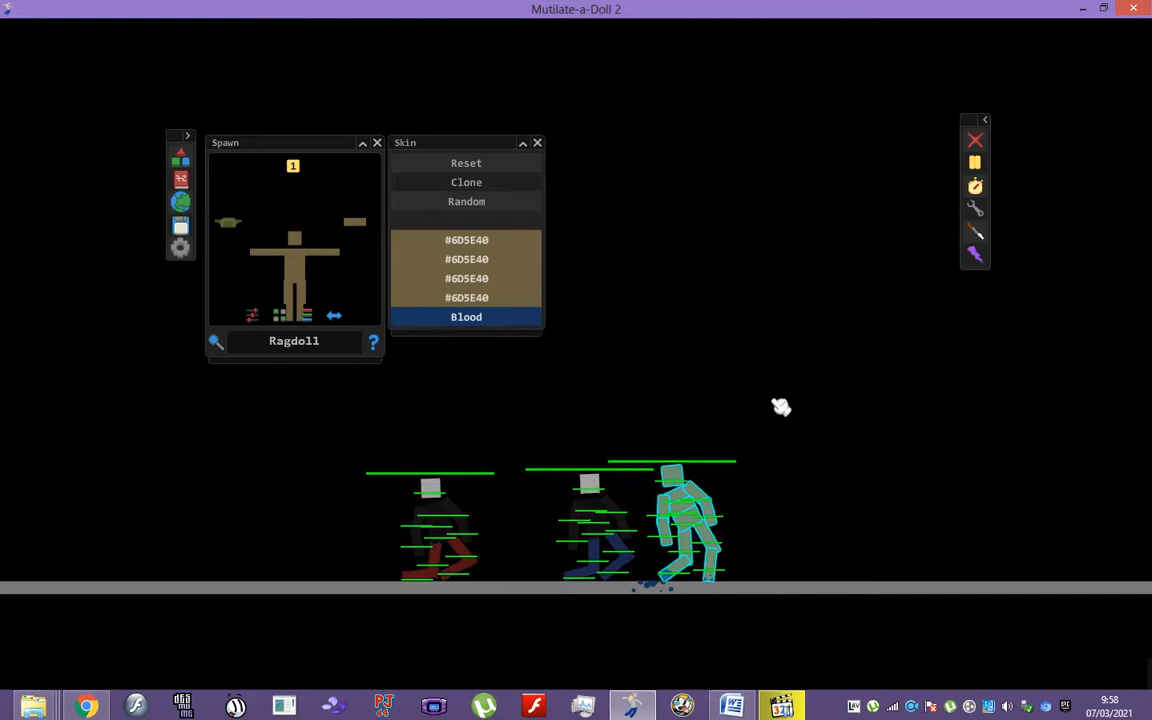 Mutilate-a-Doll 2
Spawn
1
Ragdoll
?
Skin
Reset
Clone
Random
#6D5E40
#6D5E40
#6D5E40
#6D5E40
Blood
9:58
07/03/2021